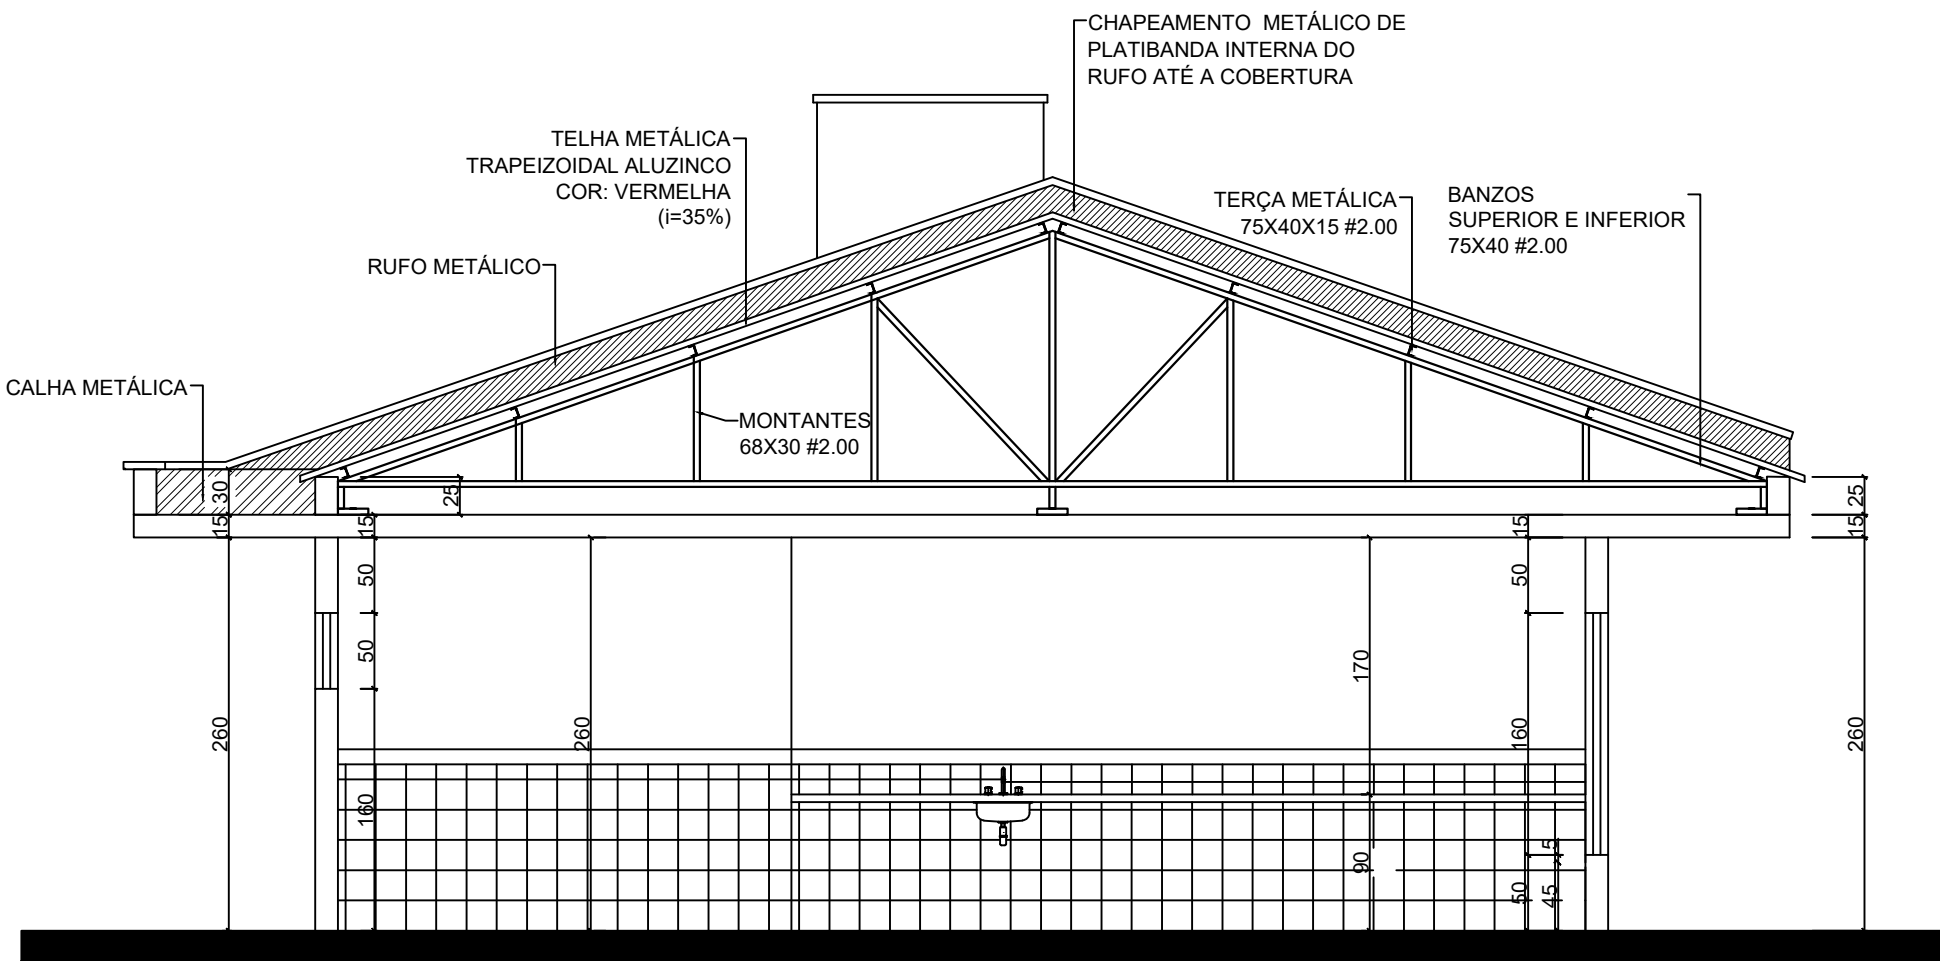 CHAPEAMENTO METÁLICO DE
PLATIBANDA INTERNA DO
RUFO ATÉ A COBERTURA
TELHA METÁLICA
TRAPEIZOIDAL ALUZINCO
COR: VERMELHA
(i=35%)
TERÇA METÁLICA
75X40X15 #2.00
BANZOS
SUPERIOR E INFERIOR
75X40 #2.00
RUFO METÁLICO
CALHA METÁLICA
MONTANTES
68X30 #2.00
30
15
260
25
15
50
50
160
260
170
90
15
50
160
50
5
45
25
15
260